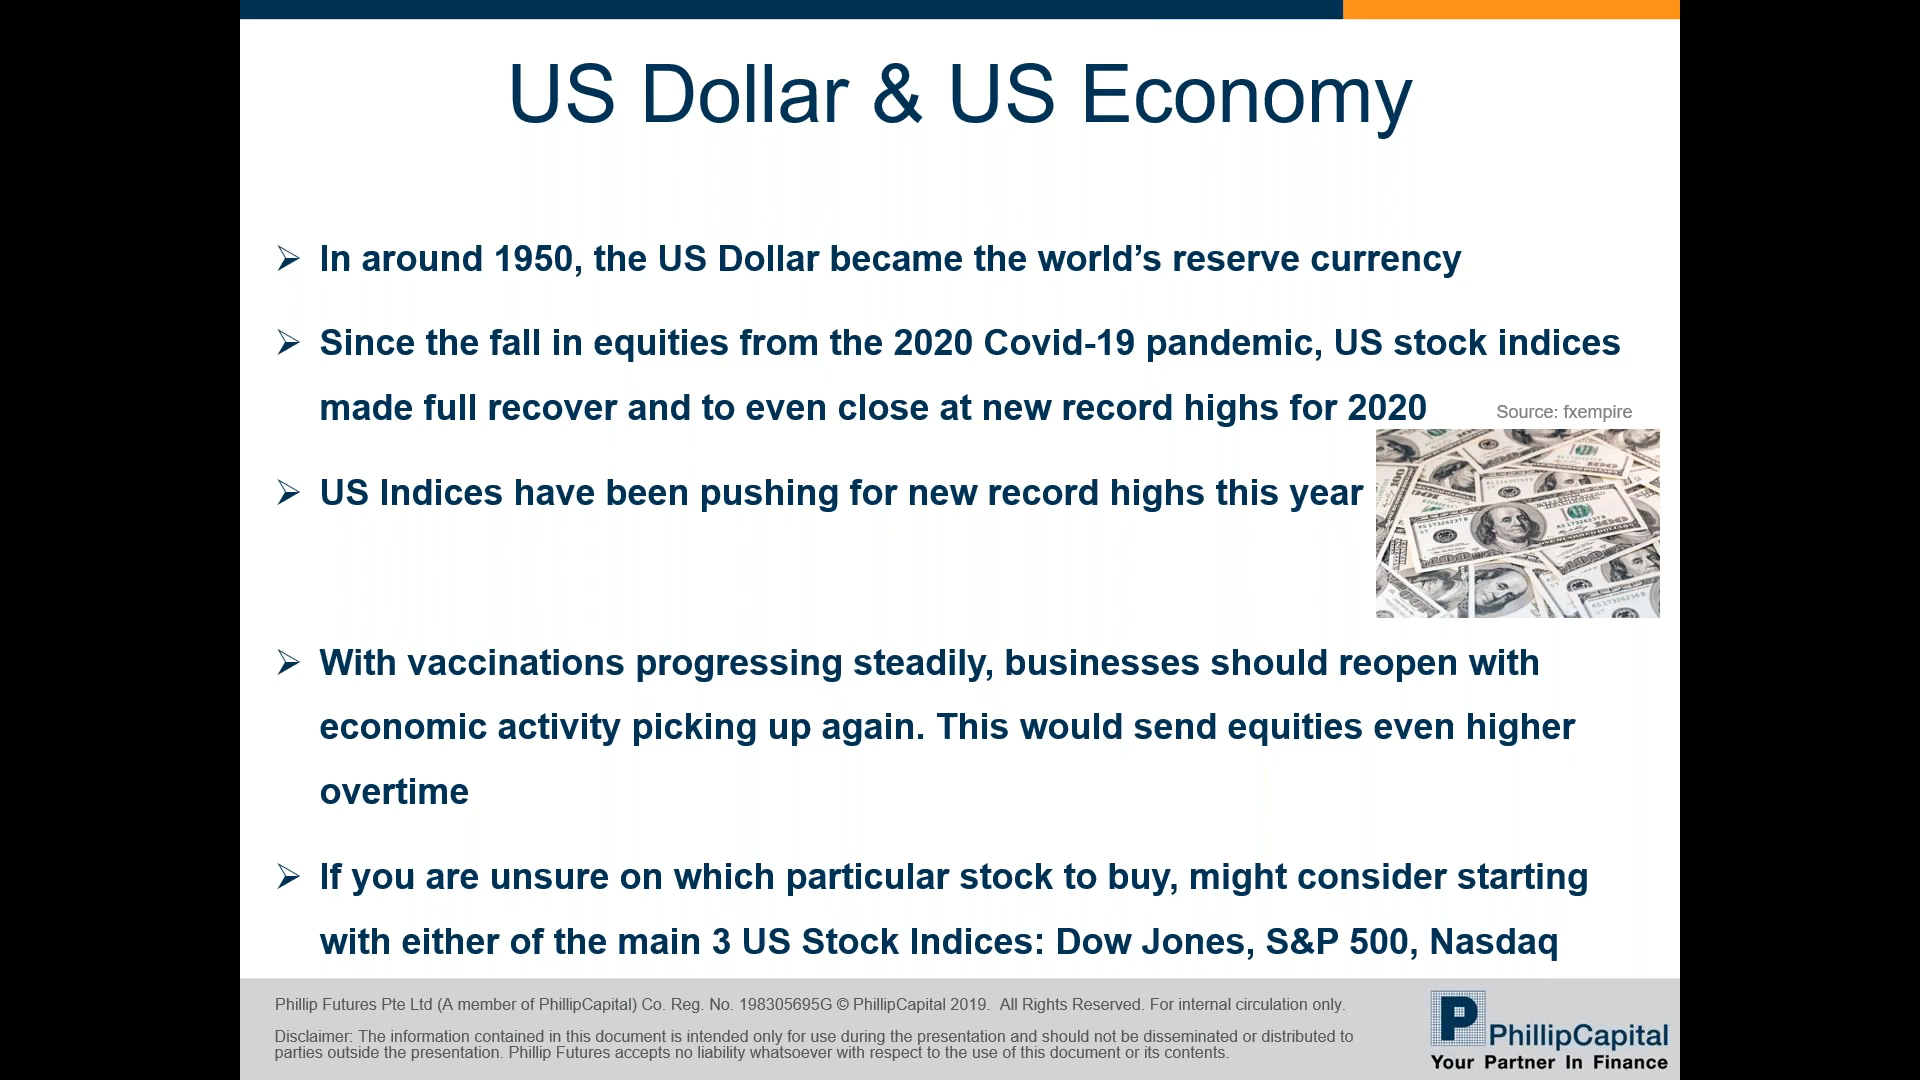 US Dollar & US Economy
➢ In around 1950, the US Dollar became the world’s reserve currency
➢ Since the fall in equities from the 2020 Covid-19 pandemic, US stock indices
made full recover and to even close at new record highs for 2020
Source: fxempire
➢ US Indices have been pushing for new record highs this year
➢ With vaccinations progressing steadily, businesses should reopen with
economic activity picking up again. This would send equities even higher
overtime
➢ If you are unsure on which particular stock to buy, might consider starting
with either of the main 3 US Stock Indices: Dow Jones, S&P 500, Nasdaq
Phillip Futures Pte Ltd (A member of PhillipCapital) Co. Reg. No. 198305695G © PhillipCapital 2019. All Rights Reserved. For internal circulation only.
Disclaimer: The information contained in this document is intended only for use during the presentation and should not be disseminated or distributed to
parties outside the presentation. Phillip Futures accepts no liability whatsoever with respect to the use of this document or its contents.
PhillipCapital
Your Partner In Finance